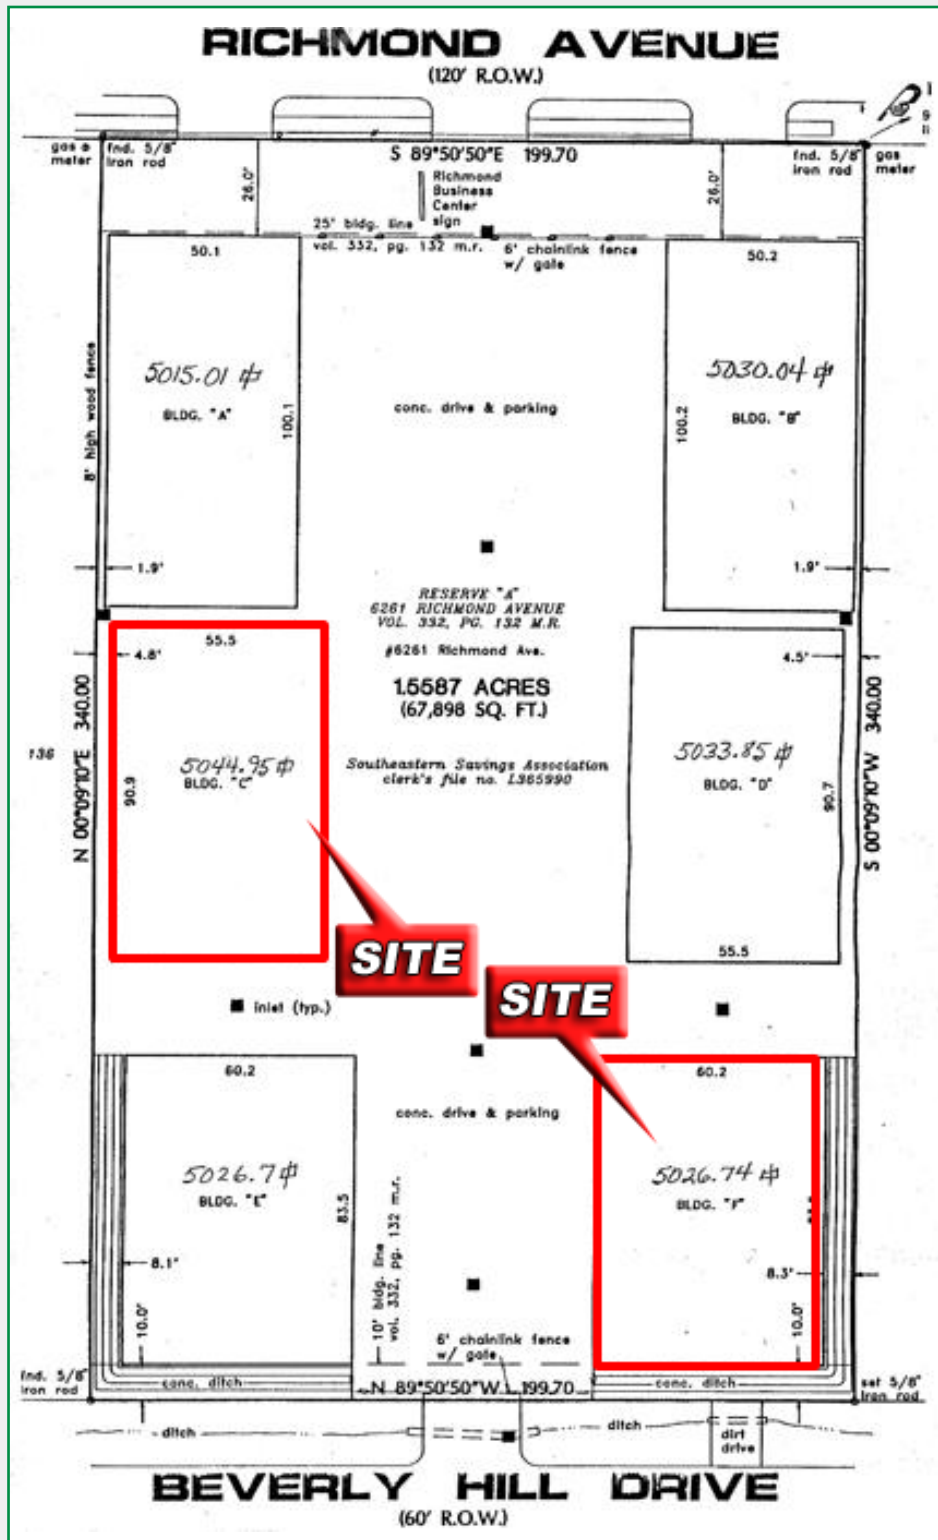 RICHMOND AVENUE
(120' R.O.W.)
gas
meter
fnd. 5/8"
iron rod
S 89°50'50"E 199.70
fnd. 5/8"
iron rod
gas
meter
26.0'
Richmond
Business
Center
sign
26.0'
25' bldg. line
vol. 332, pg. 132 m.r.
6' chainlink fence
w/ gate
50.1
50.2
8' high wood fence
5015.01
BLDG. "A"
100.1
conc. drive & parking
5030.04
BLDG. "B"
100.2
1.9'
1.9'
RESERVE "A"
6261 RICHMOND AVENUE
VOL. 332, PG. 132 M.R.
#6261 Richmond Ave.
55.5
4.8'
4.5'
1.5587 ACRES
(67,898 SQ. FT.)
N 00°09'10"E 340.00
S 00°09'10"W 340.00
136
5044.95
BLDG. "C"
90.9
Southeastern Savings Association
clerk's file no. L365990
5033.85
BLDG. "D"
90.7
55.5
SITE
SITE
inlet (typ.)
60.2
60.2
conc. drive & parking
5026.7
BLDG. "E"
83.5
10' bldg. line
vol. 332, pg. 132 m.r.
5026.74
BLDG. "F"
8.1'
8.3'
10.0'
10.0'
6' chainlink fence
w/ gate
fnd. 5/8"
iron rod
conc. ditch
N 89°50'50"W 199.70
conc. ditch
set 5/8"
iron rod
ditch
ditch
dirt
drive
BEVERLY HILL DRIVE
(60' R.O.W.)